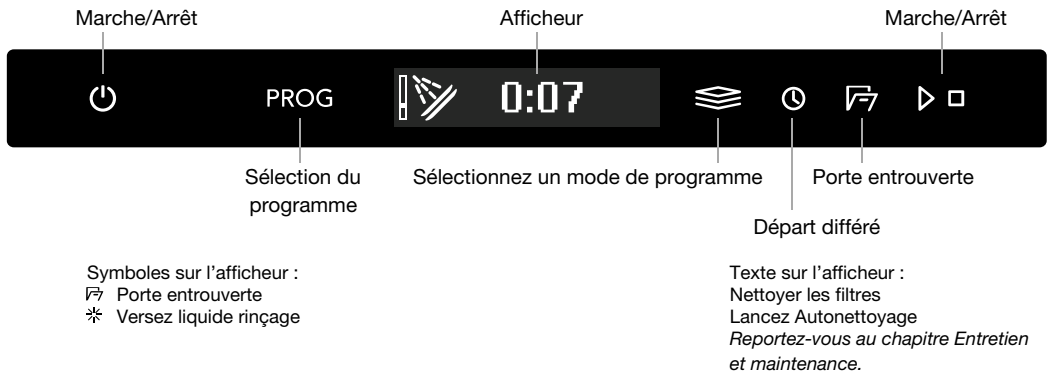 Marche/Arrêt
Afficheur
Marche/Arrêt
PROG
0:07
Sélection du
programme
Sélectionnez un mode de programme
Porte entrouverte
Départ différé
Symboles sur l'afficheur :
Porte entrouverte
Versez liquide rinçage
Texte sur l'afficheur :
Nettoyer les filtres
Lancez Autonettoyage
Reportez-vous au chapitre Entretien
et maintenance.